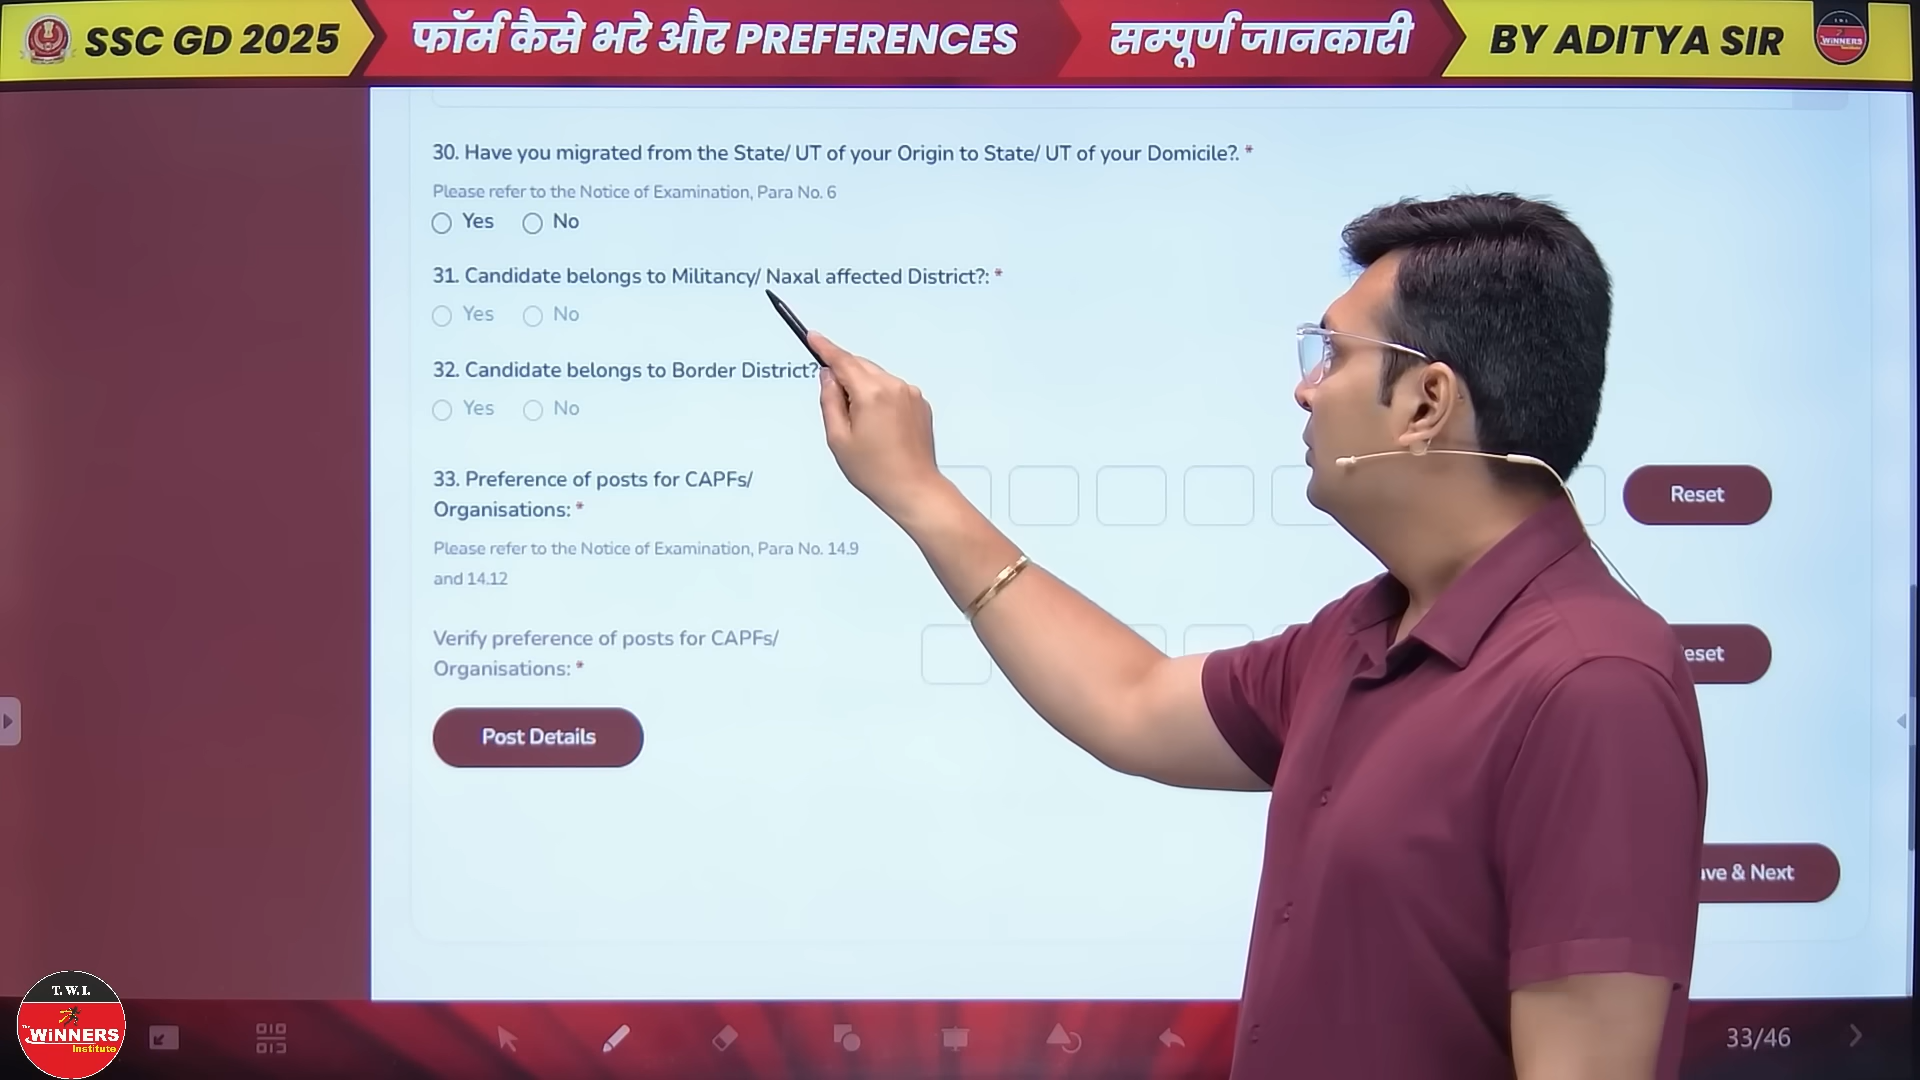 SSC GD 2025
फॉर्म कैसे भरे और PREFERENCES
सम्पूर्ण जानकारी
BY ADITYA SIR
WiNNERS
30. Have you migrated from the State/ UT of your Origin to State/ UT of your Domicile?. *
Please refer to the Notice of Examination, Para No. 6
Yes No
31. Candidate belongs to Militancy/ Naxal affected District?: *
Yes No
32. Candidate belongs to Border District?
Yes No
33. Preference of posts for CAPFs/
Organisations: *
Reset
Please refer to the Notice of Examination, Para No. 14.9
and 14.12
Verify preference of posts for CAPFs/
Organisations: *
eset
Post Details
ve & Next
T.W.I.
The
WiNNERS
Institute
33/46